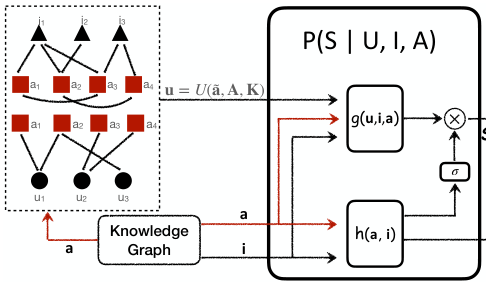 i₁ i₂ i₃
a₁ a₂ a₃ a₄
a₁ a₂ a₃ a₄
u₁ u₂ u₃
u = U(ã, A, K)
P(S | U, I, A)
g(u,i,a)
×
σ
h(a, i)
Knowledge
Graph
a
a
i
S